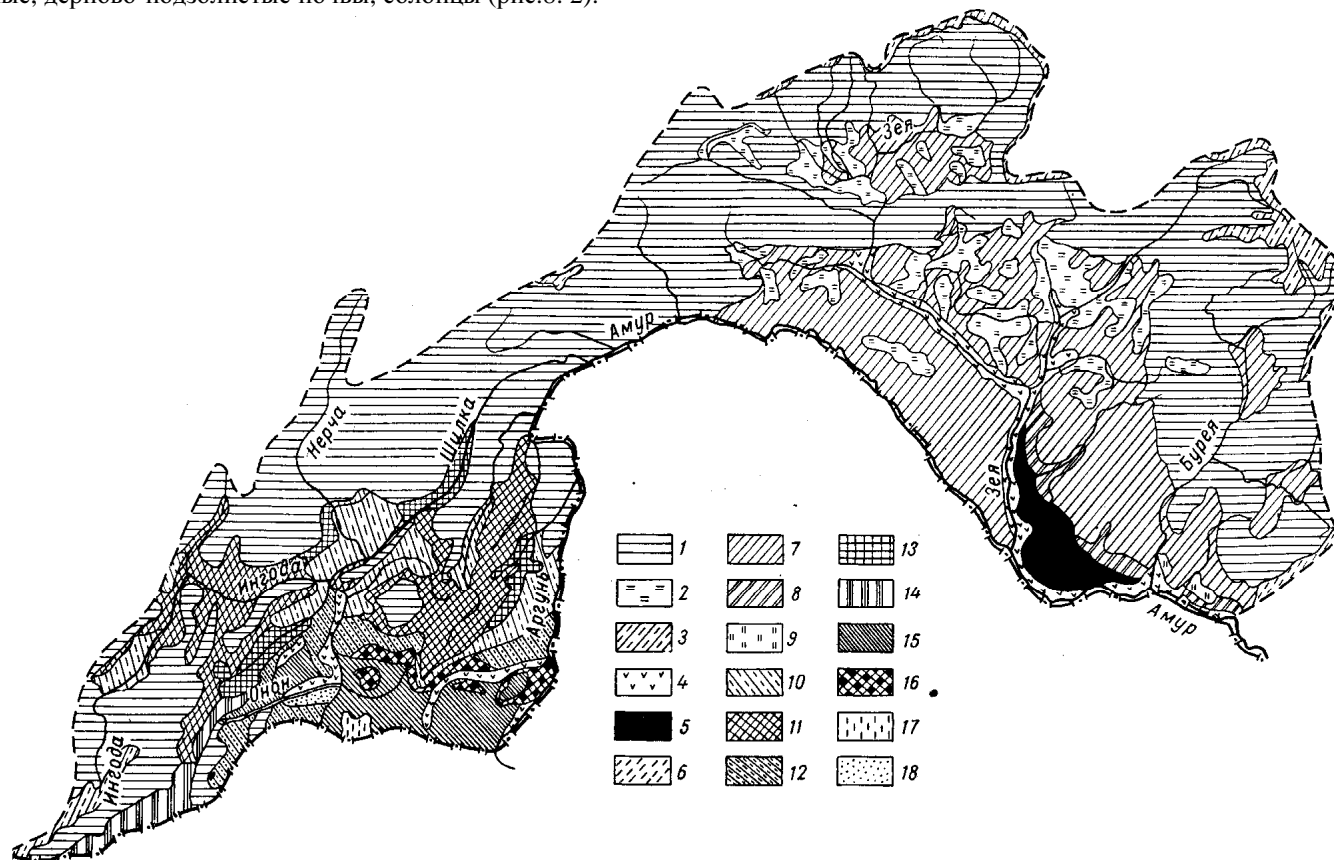 ые, дерново-подзолистые почвы, солонцы (рис.8. 2).
Зея
Амур
Нерча
Шилка
Бурея
Зея
Ингода
Аргунь
Амур
Онон
Ингода
1 7 13
2 8 14
3 9 15
4 10 16
5 11 17
6 12 18